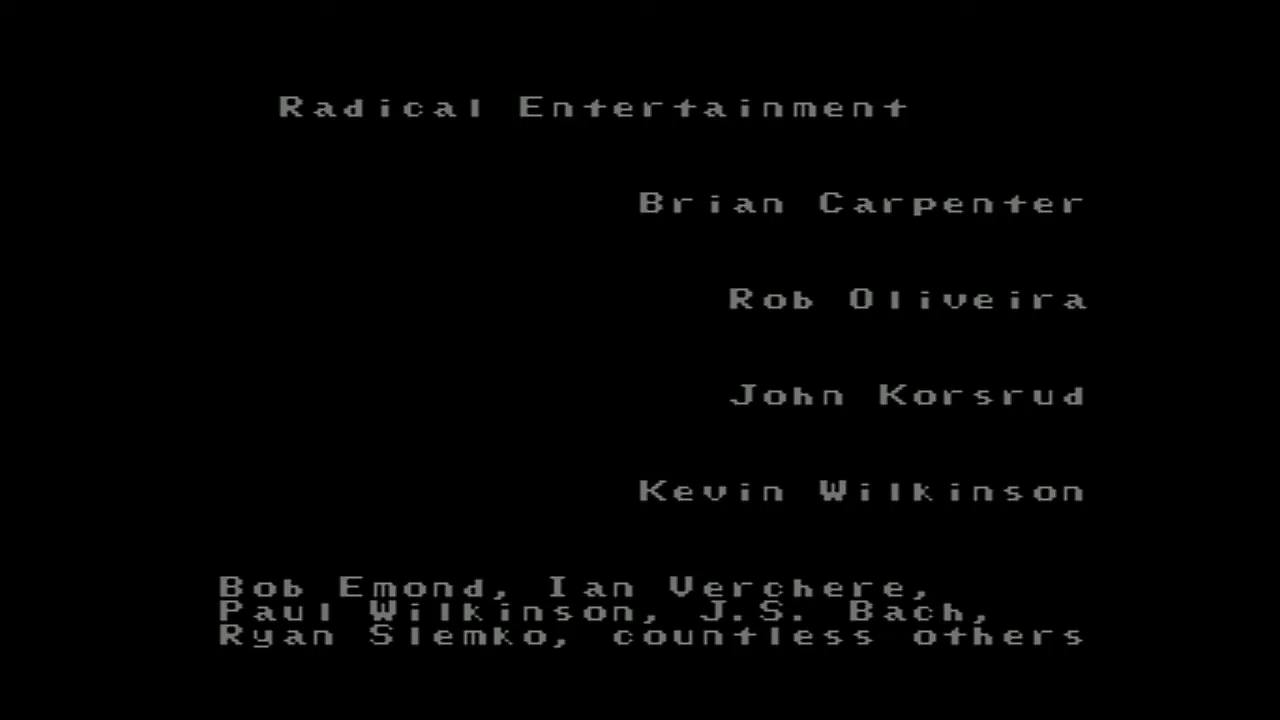 Radical Entertainment
Brian Carpenter
Rob Oliveira
John Korsrud
Kevin Wilkinson
Bob Emond, Ian Verchere,
Paul Wilkinson, J.S. Bach,
Ryan Slemko, countless others